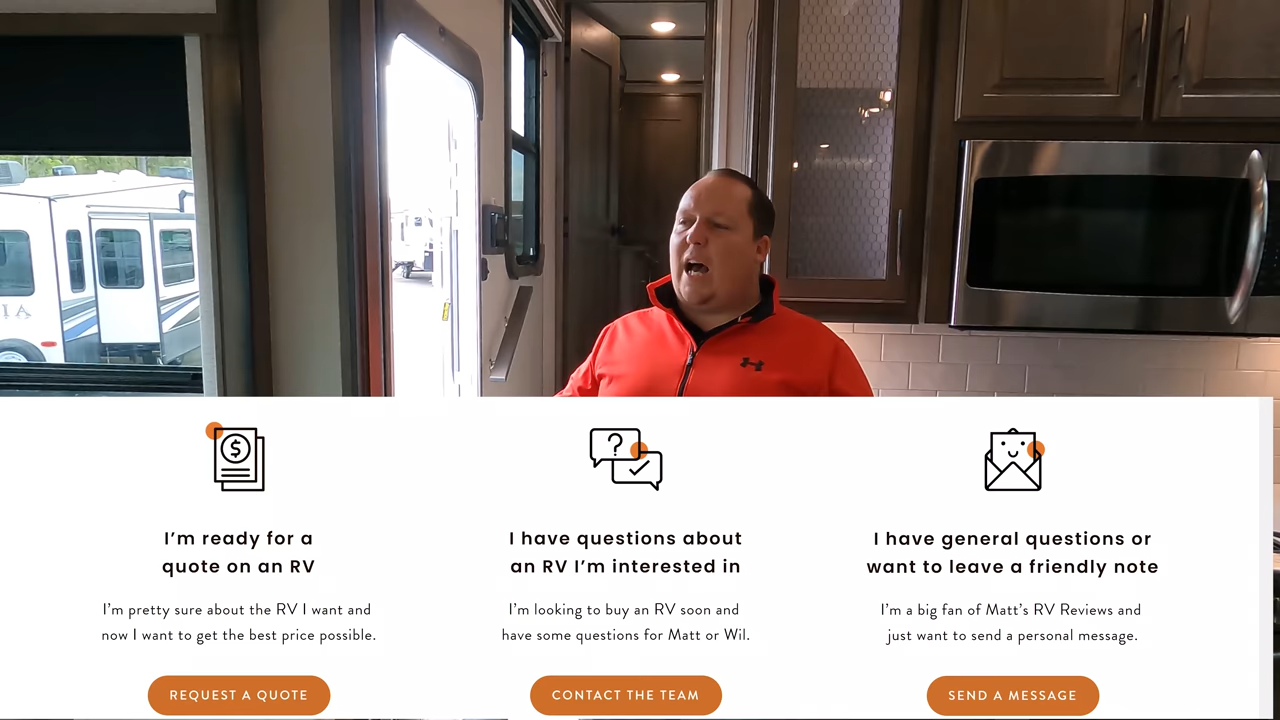 IA
I'm ready for a
quote on an RV
I'm pretty sure about the RV I want and
now I want to get the best price possible.
REQUEST A QUOTE
I have questions about
an RV I'm interested in
I'm looking to buy an RV soon and
have some questions for Matt or Wil.
CONTACT THE TEAM
I have general questions or
want to leave a friendly note
I'm a big fan of Matt's RV Reviews and
just want to send a personal message.
SEND A MESSAGE